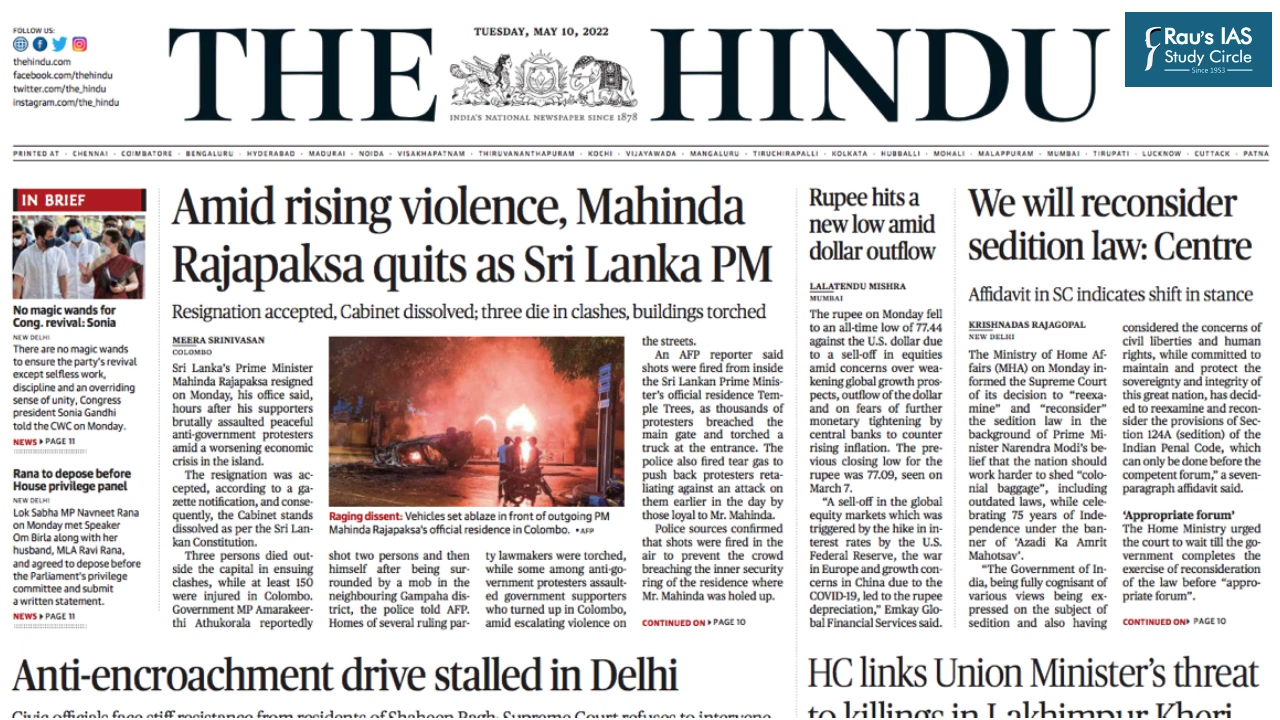 FOLLOW US:
thehindu.com
facebook.com/thehindu
twitter.com/the_hindu
instagram.com/the_hindu
TUESDAY, MAY 10, 2022
THE HINDU
INDIA'S NATIONAL NEWSPAPER SINCE 1878
Rau's IAS
Study Circle
Since 1953
PRINTED AT • CHENNAI • COIMBATORE • BENGALURU • HYDERABAD • MADURAI • NOIDA • VISAKHAPATNAM • THIRUVANANTHAPURAM • KOCHI • VIJAYAWADA • MANGALURU • TIRUCHIRAPALLI • KOLKATA • HUBBALLI • MOHALI • MALAPPURAM • MUMBAI • TIRUPATI • LUCKNOW • CUTTACK • PATNA
IN BRIEF
No magic wands for
Cong. revival: Sonia
NEW DELHI
There are no magic wands
to ensure the party's revival
except selfless work,
discipline and an overriding
sense of unity, Congress
president Sonia Gandhi
told the CWC on Monday.
NEWS ▸ PAGE 11
Rana to depose before
House privilege panel
NEW DELHI
Lok Sabha MP Navneet Rana
on Monday met Speaker
Om Birla along with her
husband, MLA Ravi Rana,
and agreed to depose before
the Parliament's privilege
committee and submit
a written statement.
NEWS ▸ PAGE 11
Amid rising violence, Mahinda
Rajapaksa quits as Sri Lanka PM
Resignation accepted, Cabinet dissolved; three die in clashes, buildings torched
MEERA SRINIVASAN
COLOMBO
Sri Lanka's Prime Minister
Mahinda Rajapaksa resigned
on Monday, his office said,
hours after his supporters
brutally assaulted peaceful
anti-government protesters
amid a worsening economic
crisis in the island.
The resignation was ac-
cepted, according to a ga-
zette notification, and conse-
quently, the Cabinet stands
dissolved as per the Sri Lan-
kan Constitution.
Three persons died out-
side the capital in ensuing
clashes, while at least 150
were injured in Colombo.
Government MP Amarakeer-
thi Athukorala reportedly
Raging dissent: Vehicles set ablaze in front of outgoing PM
Mahinda Rajapaksa's official residence in Colombo. • AFP
shot two persons and then
himself after being sur-
rounded by a mob in the
neighbouring Gampaha dis-
trict, the police told AFP.
Homes of several ruling par-
ty lawmakers were torched,
while some among anti-go-
vernment protesters assault-
ed government supporters
who turned up in Colombo,
amid escalating violence on
the streets.
An AFP reporter said
shots were fired from inside
the Sri Lankan Prime Minis-
ter's official residence Tem-
ple Trees, as thousands of
protesters breached the
main gate and torched a
truck at the entrance. The
police also fired tear gas to
push back protesters reta-
liating against an attack on
them earlier in the day by
those loyal to Mr. Mahinda.
Police sources confirmed
that shots were fired in the
air to prevent the crowd
breaching the inner security
ring of the residence where
Mr. Mahinda was holed up.
CONTINUED ON ▸ PAGE 10
Rupee hits a
new low amid
dollar outflow
LALATENDU MISHRA
MUMBAI
The rupee on Monday fell
to an all-time low of 77.44
against the U.S. dollar due
to a sell-off in equities
amid concerns over wea-
kening global growth pros-
pects, outflow of the dollar
and on fears of further
monetary tightening by
central banks to counter
rising inflation. The pre-
vious closing low for the
rupee was 77.09, seen on
March 7.
"A sell-off in the global
equity markets which was
triggered by the hike in in-
terest rates by the U.S.
Federal Reserve, the war
in Europe and growth con-
cerns in China due to the
COVID-19, led to the rupee
depreciation," Emkay Glo-
bal Financial Services said.
We will reconsider
sedition law: Centre
Affidavit in SC indicates shift in stance
KRISHNADAS RAJAGOPAL
NEW DELHI
The Ministry of Home Af-
fairs (MHA) on Monday in-
formed the Supreme Court
of its decision to "reexa-
mine" and "reconsider"
the sedition law in the
background of Prime Mi-
nister Narendra Modi's be-
lief that the nation should
work harder to shed "colo-
nial baggage", including
outdated laws, while cele-
brating 75 years of Inde-
pendence under the ban-
ner of 'Azadi Ka Amrit
Mahotsav'.
"The Government of In-
dia, being fully cognisant of
various views being ex-
pressed on the subject of
sedition and also having
considered the concerns of
civil liberties and human
rights, while committed to
maintain and protect the
sovereignty and integrity of
this great nation, has decid-
ed to reexamine and recon-
sider the provisions of Sec-
tion 124A (sedition) of the
Indian Penal Code, which
can only be done before the
competent forum," a seven-
paragraph affidavit said.
'Appropriate forum'
The Home Ministry urged
the court to wait till the go-
vernment completes the
exercise of reconsideration
of the law before "appro-
priate forum".
CONTINUED ON ▸ PAGE 10
Anti-encroachment drive stalled in Delhi
Civic officials face stiff resistance from residents of Shaheen Bagh; Supreme Court refuses to intervene
HC links Union Minister's threat
to killings in Lakhimpur Kheri